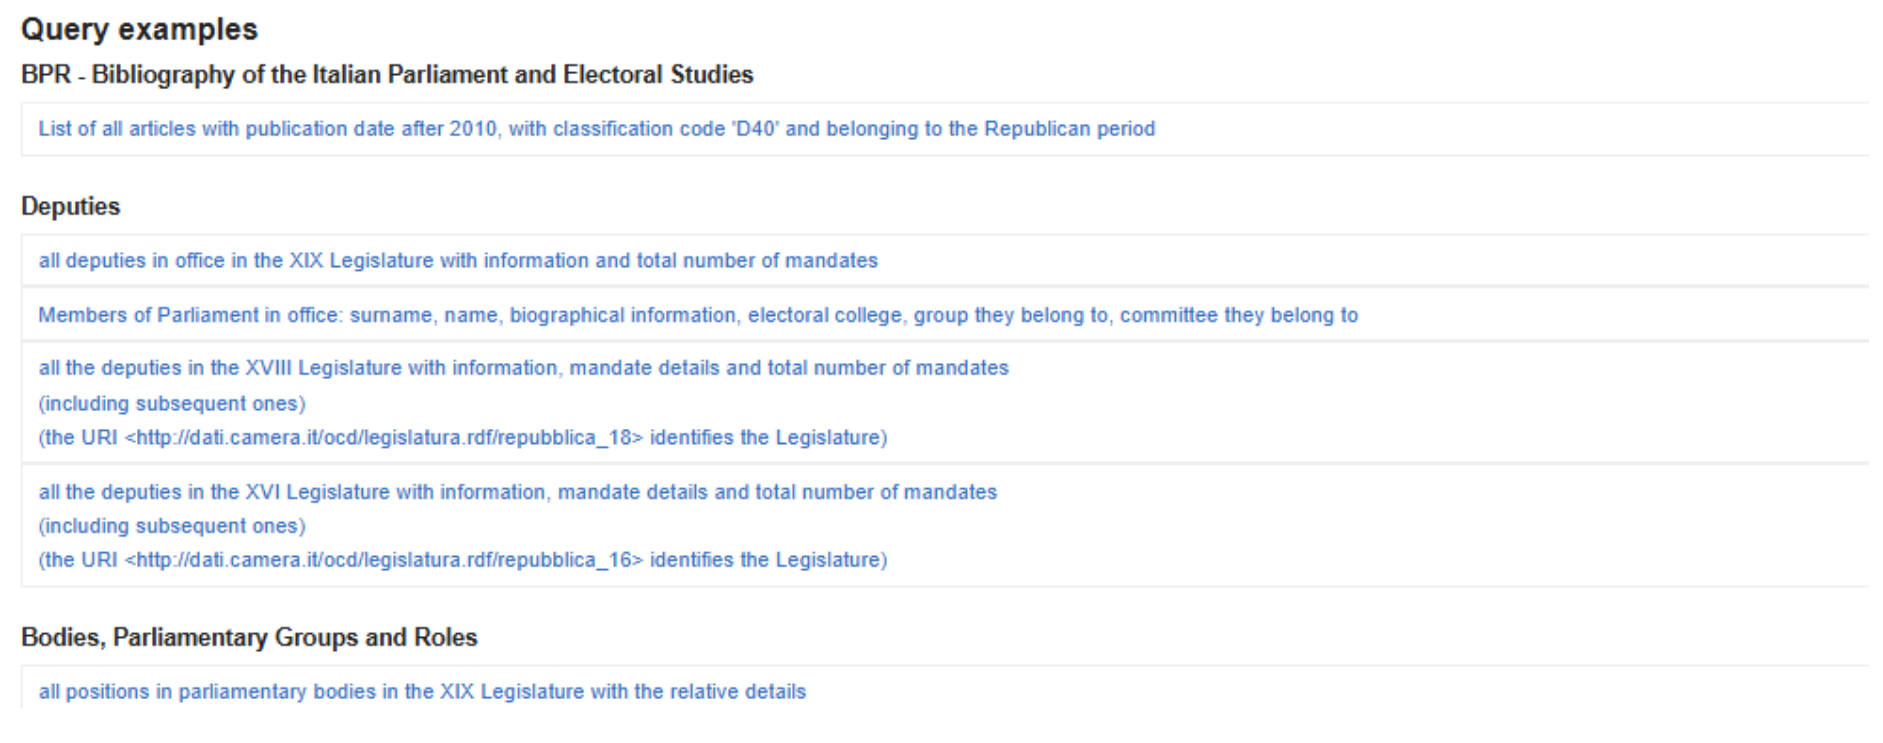 Query examples
BPR - Bibliography of the Italian Parliament and Electoral Studies
List of all articles with publication date after 2010, with classification code 'D40' and belonging to the Republican period
Deputies
all deputies in office in the XIX Legislature with information and total number of mandates
Members of Parliament in office: surname, name, biographical information, electoral college, group they belong to, committee they belong to
all the deputies in the XVIII Legislature with information, mandate details and total number of mandates
(including subsequent ones)
(the URI <http://dati.camera.it/ocd/legislatura.rdf/repubblica_18> identifies the Legislature)
all the deputies in the XVI Legislature with information, mandate details and total number of mandates
(including subsequent ones)
(the URI <http://dati.camera.it/ocd/legislatura.rdf/repubblica_16> identifies the Legislature)
Bodies, Parliamentary Groups and Roles
all positions in parliamentary bodies in the XIX Legislature with the relative details